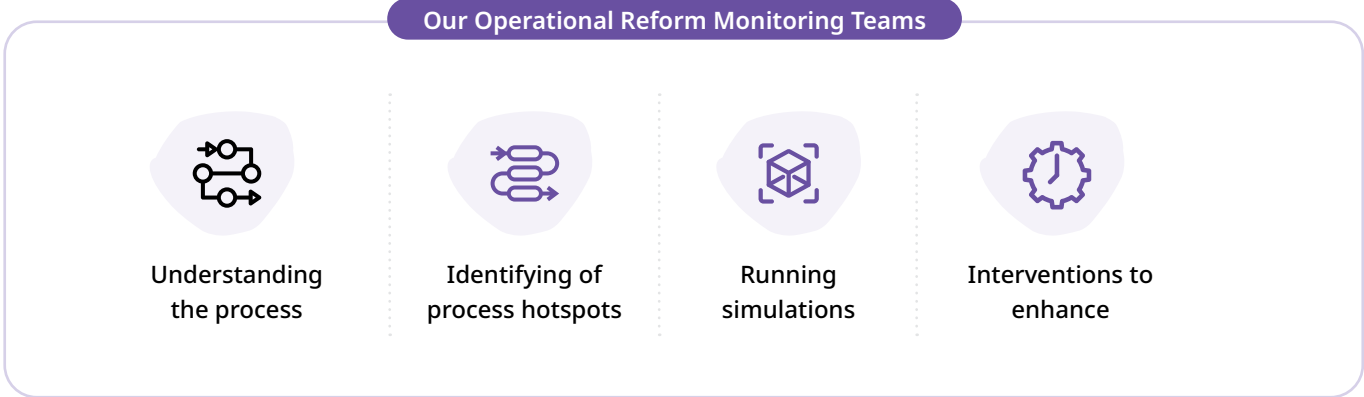 Our Operational Reform Monitoring Teams
Understanding
the process
Identifying of
process hotspots
Running
simulations
Interventions to
enhance